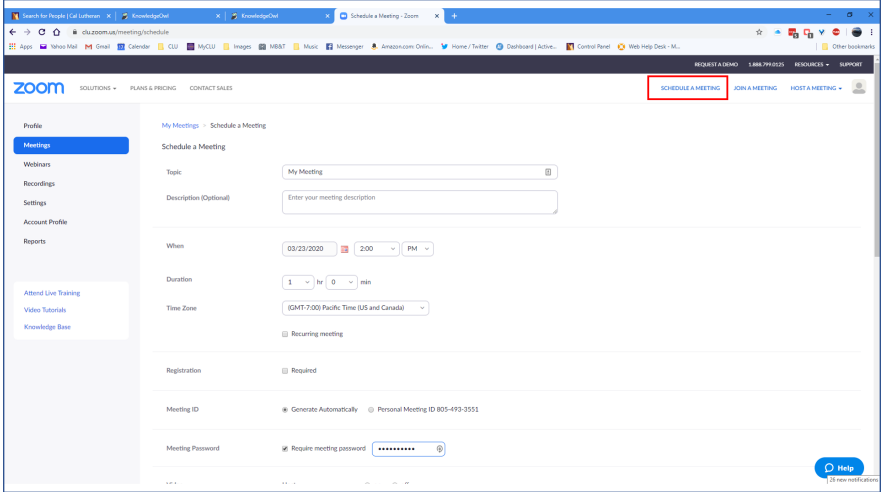 Search for People | Cal Lutheran
KnowledgeOwl
KnowledgeOwl
Schedule a Meeting - Zoom
clu.zoom.us/meeting/schedule
Apps Yahoo Mail Gmail Calendar CLU MyCLU Images MB&T Music Messenger Amazon.com: Onlin... Home / Twitter Dashboard | Active... Control Panel Web Help Desk - M... Other bookmarks
REQUEST A DEMO 1.888.799.0125 RESOURCES SUPPORT
zoom SOLUTIONS PLANS & PRICING CONTACT SALES SCHEDULE A MEETING JOIN A MEETING HOST A MEETING
Profile
Meetings
Webinars
Recordings
Settings
Account Profile
Reports
Attend Live Training
Video Tutorials
Knowledge Base
My Meetings > Schedule a Meeting
Schedule a Meeting
Topic My Meeting
Description (Optional) Enter your meeting description
When 03/23/2020 2:00 PM
Duration 1 hr 0 min
Time Zone (GMT-7:00) Pacific Time (US and Canada)
Recurring meeting
Registration Required
Meeting ID Generate Automatically Personal Meeting ID 805-493-3551
Meeting Password Require meeting password ••••••••••
Help
26 new notifications